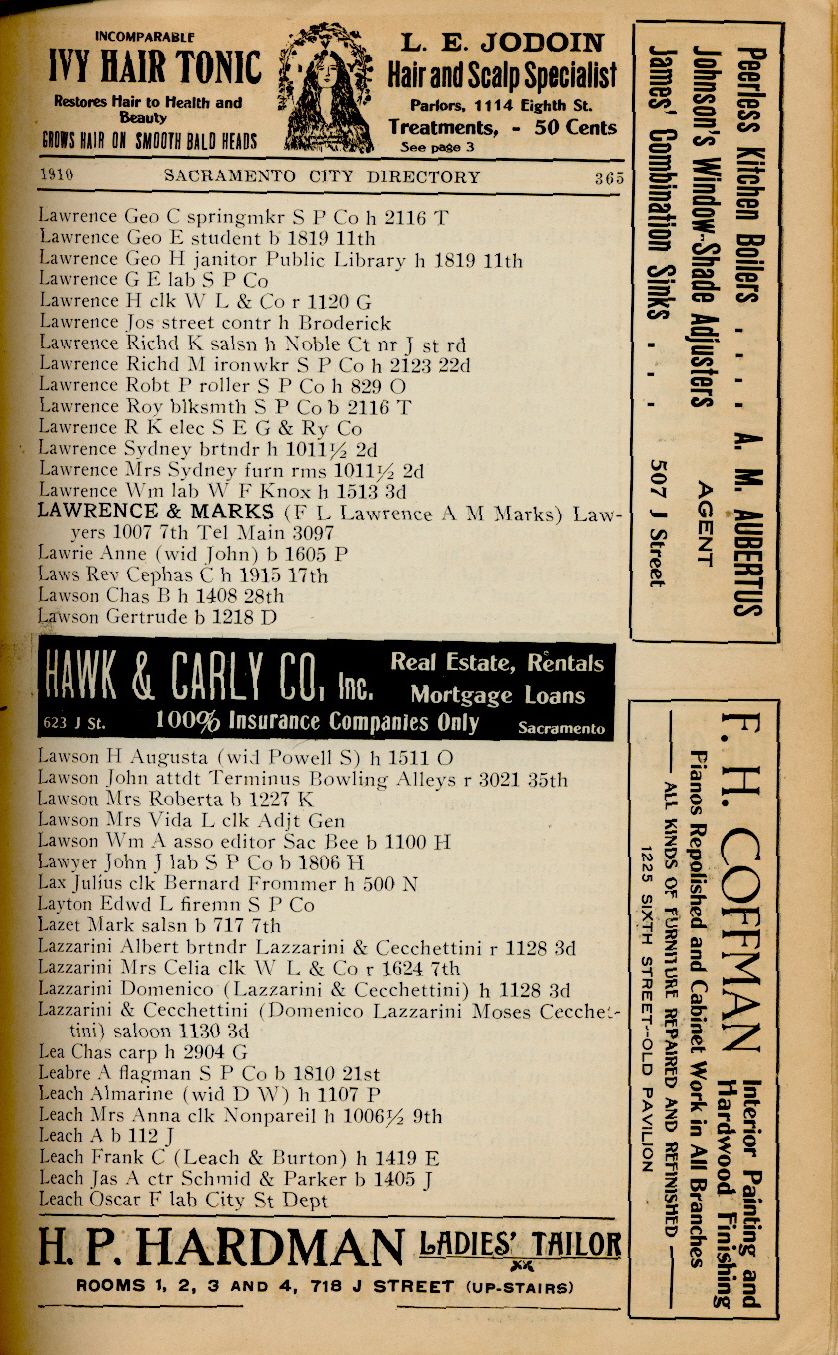 INCOMPARABLE
IVY HAIR TONIC
Restores Hair to Health and
Beauty
GROWS HAIR ON SMOOTH BALD HEADS
IVY
L. E. JODOIN
Hair and Scalp Specialist
Parlors, 1114 Eighth St.
Treatments, - 50 Cents
See page 3
1910 SACRAMENTO CITY DIRECTORY 365
Lawrence Geo C springmkr S P Co h 2116 T
Lawrence Geo E student b 1819 11th
Lawrence Geo H janitor Public Library h 1819 11th
Lawrence G E lab S P Co
Lawrence H clk W L & Co r 1120 G
Lawrence Jos street contr h Broderick
Lawrence Richd K salsn h Noble Ct nr J st rd
Lawrence Richd M ironwkr S P Co h 2123 22d
Lawrence Robt P roller S P Co h 829 O
Lawrence Roy blksmth S P Co b 2116 T
Lawrence R K elec S E G & Ry Co
Lawrence Sydney brtndr h 1011½ 2d
Lawrence Mrs Sydney furn rms 1011½ 2d
Lawrence Wm lab W F Knox h 1513 3d
LAWRENCE & MARKS (F L Lawrence A M Marks) Law-
yers 1007 7th Tel Main 3097
Lawrie Anne (wid John) b 1605 P
Laws Rev Cephas C h 1915 17th
Lawson Chas B h 1408 28th
Lawson Gertrude b 1218 D
HAWK & CARLY CO, Inc.
Real Estate, Rentals
Mortgage Loans
623 J St. 100% Insurance Companies Only Sacramento
Lawson H Augusta (wid Powell S) h 1511 O
Lawson John attdt Terminus Bowling Alleys r 3021 35th
Lawson Mrs Roberta b 1227 K
Lawson Mrs Vida L clk Adjt Gen
Lawson Wm A asso editor Sac Bee b 1100 H
Lawyer John J lab S P Co b 1806 H
Lax Julius clk Bernard Frommer h 500 N
Layton Edwd L firemn S P Co
Lazet Mark salsn b 717 7th
Lazzarini Albert brtndr Lazzarini & Cecchettini r 1128 3d
Lazzarini Mrs Celia clk W L & Co r 1624 7th
Lazzarini Domenico (Lazzarini & Cecchettini) h 1128 3d
Lazzarini & Cecchettini (Domenico Lazzarini Moses Cecchet-
tini) saloon 1130 3d
Lea Chas carp h 2904 G
Leabre A flagman S P Co b 1810 21st
Leach Almarine (wid D W) h 1107 P
Leach Mrs Anna clk Nonpareil h 1006½ 9th
Leach A b 112 J
Leach Frank C (Leach & Burton) h 1419 E
Leach Jas A ctr Schmid & Parker b 1405 J
Leach Oscar F lab City St Dept
H. P. HARDMAN LADIES' TAILOR
ROOMS 1, 2, 3 AND 4, 718 J STREET (UP-STAIRS)
Peerless Kitchen Boilers . . . . A. M. AUBERTUS
Johnson's Window-Shade Adjusters AGENT
James' Combination Sinks . . . 507 J Street
F. H. COFFMAN Interior Painting and
Hardwood Finishing
Pianos Repolished and Cabinet Work in All Branches
ALL KINDS OF FURNITURE REPAIRED AND REFINISHED
1225 SIXTH STREET--OLD PAVILION